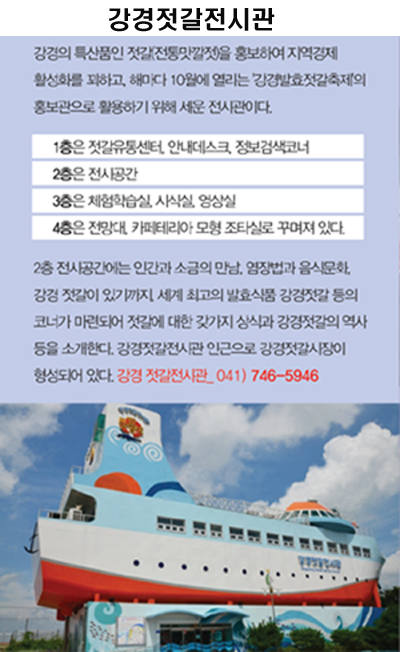 강경젓갈전시관
강경의 특산품인 젓갈(전통맛깔젓)을 홍보하여 지역경제
활성화를 꾀하고, 해마다 10월에 열리는 '강경발효젓갈축제'의
홍보관으로 활용하기 위해 세운 전시관이다.
1층은 젓갈유통센터, 안내데스크, 정보검색코너
2층은 전시공간
3층은 체험학습실, 시식실, 영상실
4층은 전망대, 카페테리아 모형 조타실로 꾸며져 있다.
2층 전시공간에는 인간과 소금의 만남, 염장법과 음식문화,
강경 젓갈이 있기까지, 세계 최고의 발효식품 강경젓갈 등의
코너가 마련되어 젓갈에 대한 갖가지 상식과 강경젓갈의 역사
등을 소개한다. 강경젓갈전시관 인근으로 강경젓갈시장이
형성되어 있다. 강경 젓갈전시관_ 041) 746-5946
강경젓갈전시관